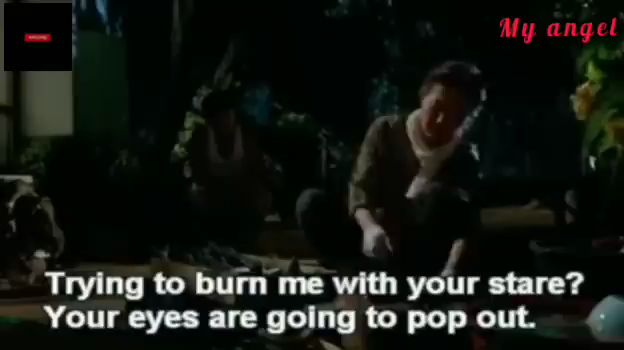 My angel
Trying to burn me with your stare?
Your eyes are going to pop out.